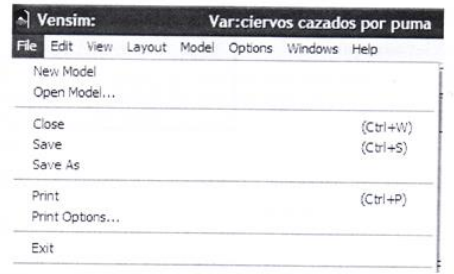 Vensim: Var:ciervos cazados por puma
File Edit View Layout Model Options Windows Help
New Model
Open Model...
Close (Ctrl+W)
Save (Ctrl+S)
Save As
Print (Ctrl+P)
Print Options...
Exit